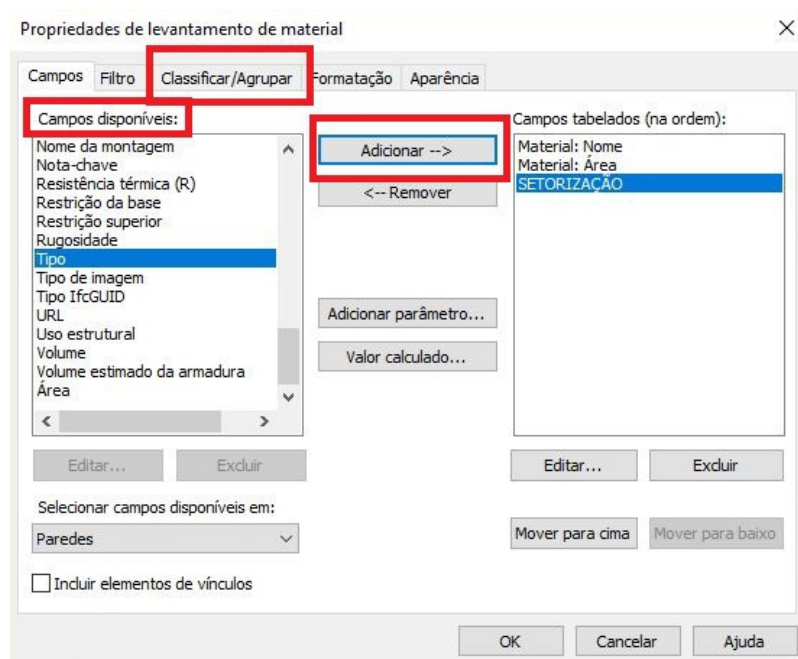 Propriedades de levantamento de material
Campos Filtro Classificar/Agrupar Formatação Aparência
Campos disponíveis:
Nome da montagem
Nota-chave
Resistência térmica (R)
Restrição da base
Restrição superior
Rugosidade
Tipo
Tipo de imagem
Tipo IfcGUID
URL
Uso estrutural
Volume
Volume estimado da armadura
Área
Editar... Excluir
Selecionar campos disponíveis em:
Paredes
Incluir elementos de vínculos
Adicionar -->
<-- Remover
Adicionar parâmetro...
Valor calculado...
Campos tabelados (na ordem):
Material: Nome
Material: Área
SETORIZAÇÃO
Editar... Excluir
Mover para cima Mover para baixo
OK Cancelar Ajuda